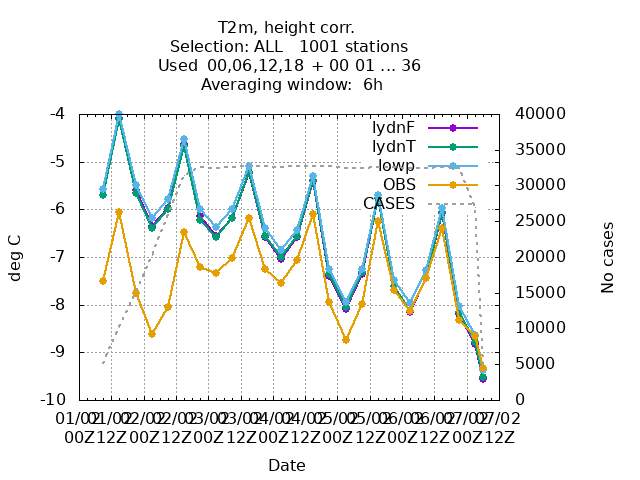 T2m, height corr.
Selection: ALL   1001 stations
Used  00,06,12,18 + 00 01 ... 36
Averaging window:  6h
-4
-5
-6
-7
-8
-9
-10
40000
35000
30000
25000
20000
15000
10000
5000
0
lydnF
lydnT
lowp
OBS
CASES
deg C
No cases
01/02 01/02 02/02 02/02 03/02 03/02 04/02 04/02 05/02 05/02 06/02 06/02 07/02 07/02
00Z 12Z 00Z 12Z 00Z 12Z 00Z 12Z 00Z 12Z 00Z 12Z 00Z 12Z
Date